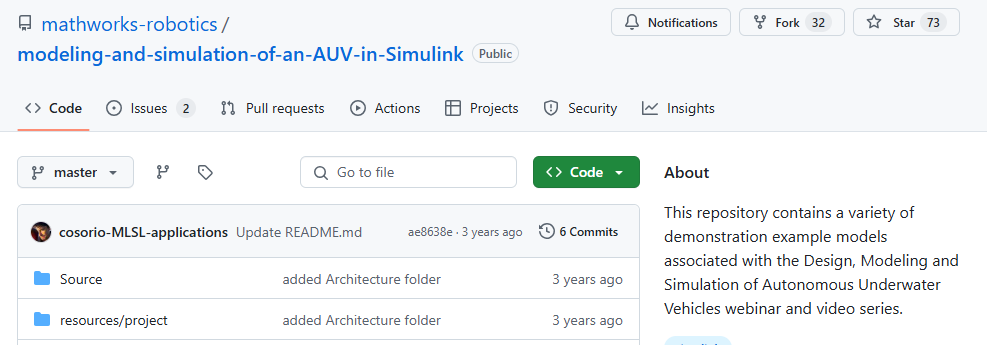 mathworks-robotics /
Notifications
Fork 32
Star 73
modeling-and-simulation-of-an-AUV-in-Simulink Public
Code
Issues 2
Pull requests
Actions
Projects
Security
Insights
master
Go to file
Code
About
This repository contains a variety of
demonstration example models
associated with the Design, Modeling and
Simulation of Autonomous Underwater
Vehicles webinar and video series.
cosorio-MLSL-applications Update README.md ae8638e · 3 years ago 6 Commits
Source added Architecture folder 3 years ago
resources/project added Architecture folder 3 years ago